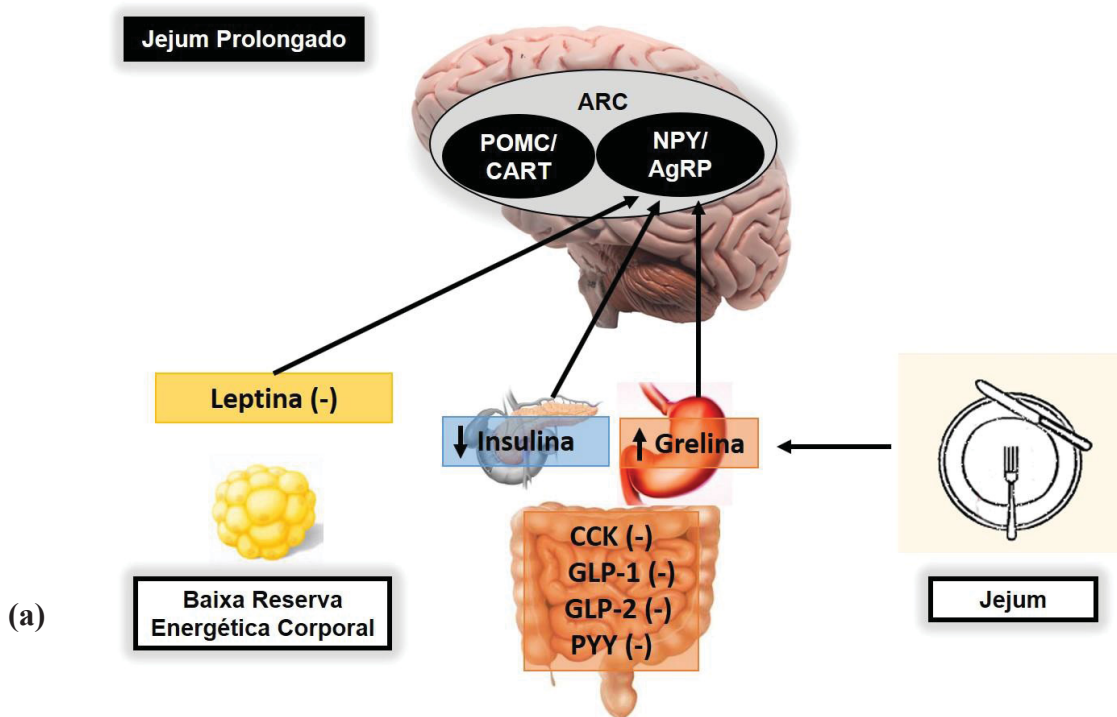 Jejum Prolongado
ARC
POMC/
CART
NPY/
AgRP
Leptina (-)
↓ Insulina
↑ Grelina
CCK (-)
GLP-1 (-)
GLP-2 (-)
PYY (-)
Baixa Reserva
Energética Corporal
Jejum
(a)